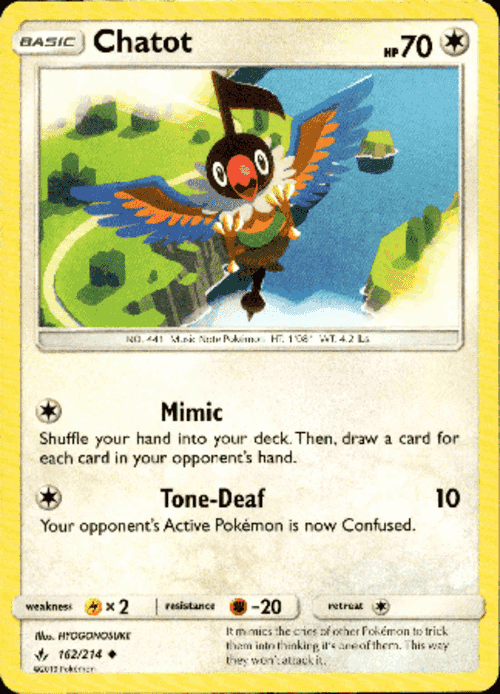 BASIC Chatot HP 70
NO. 441 Music Note Pokémon HT: 1'08" WT: 4.2 lbs
Mimic
Shuffle your hand into your deck. Then, draw a card for
each card in your opponent's hand.
Tone-Deaf 10
Your opponent's Active Pokémon is now Confused.
weakness × 2 resistance -20 retreat
Illus. HYOGONOSUKE
162/214
It mimics the cries of other Pokémon to trick
them into thinking it's one of them. This way
they won't attack it.
Pokémon